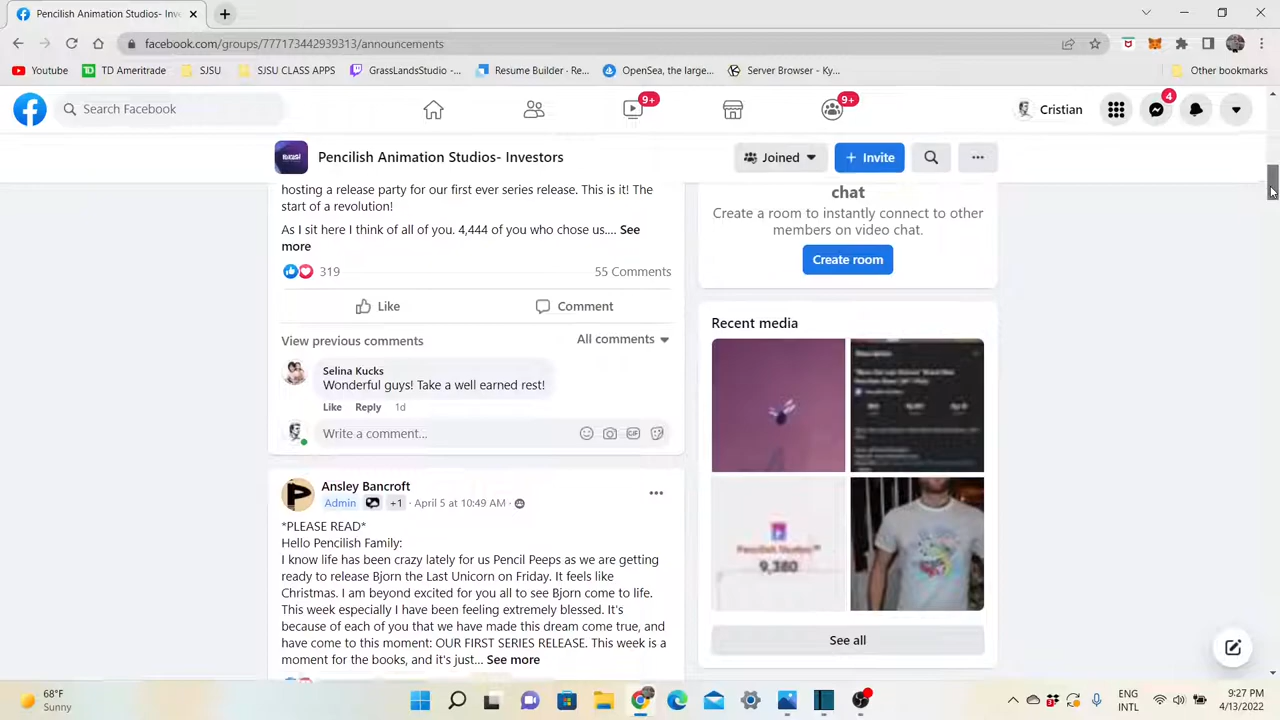 Pencilish Animation Studios- Inve
facebook.com/groups/777173442939313/announcements
Youtube
TD Ameritrade
SJSU
SJSU CLASS APPS
GrassLandsStudio -...
Resume Builder · Re...
OpenSea, the large...
Server Browser - Ky...
Other bookmarks
Search Facebook
9+
9+
Cristian
4
Pencilish Animation Studios- Investors
Joined
+ Invite
hosting a release party for our first ever series release. This is it! The
start of a revolution!
As I sit here I think of all of you. 4,444 of you who chose us.... See
more
319
55 Comments
Like
Comment
View previous comments
All comments
Selina Kucks
Wonderful guys! Take a well earned rest!
Like Reply 1d
Write a comment...
GIF
Ansley Bancroft
Admin +1 · April 5 at 10:49 AM ·
*PLEASE READ*
Hello Pencilish Family:
I know life has been crazy lately for us Pencil Peeps as we are getting
ready to release Bjorn the Last Unicorn on Friday. It feels like
Christmas. I am beyond excited for you all to see Bjorn come to life.
This week especially I have been feeling extremely blessed. It's
because of each of you that we have made this dream come true, and
have come to this moment: OUR FIRST SERIES RELEASE. This week is a
moment for the books, and it's just... See more
chat
Create a room to instantly connect to other
members on video chat.
Create room
Recent media
Description
9,360
See all
68°F
Sunny
ENG
INTL
9:27 PM
4/13/2022